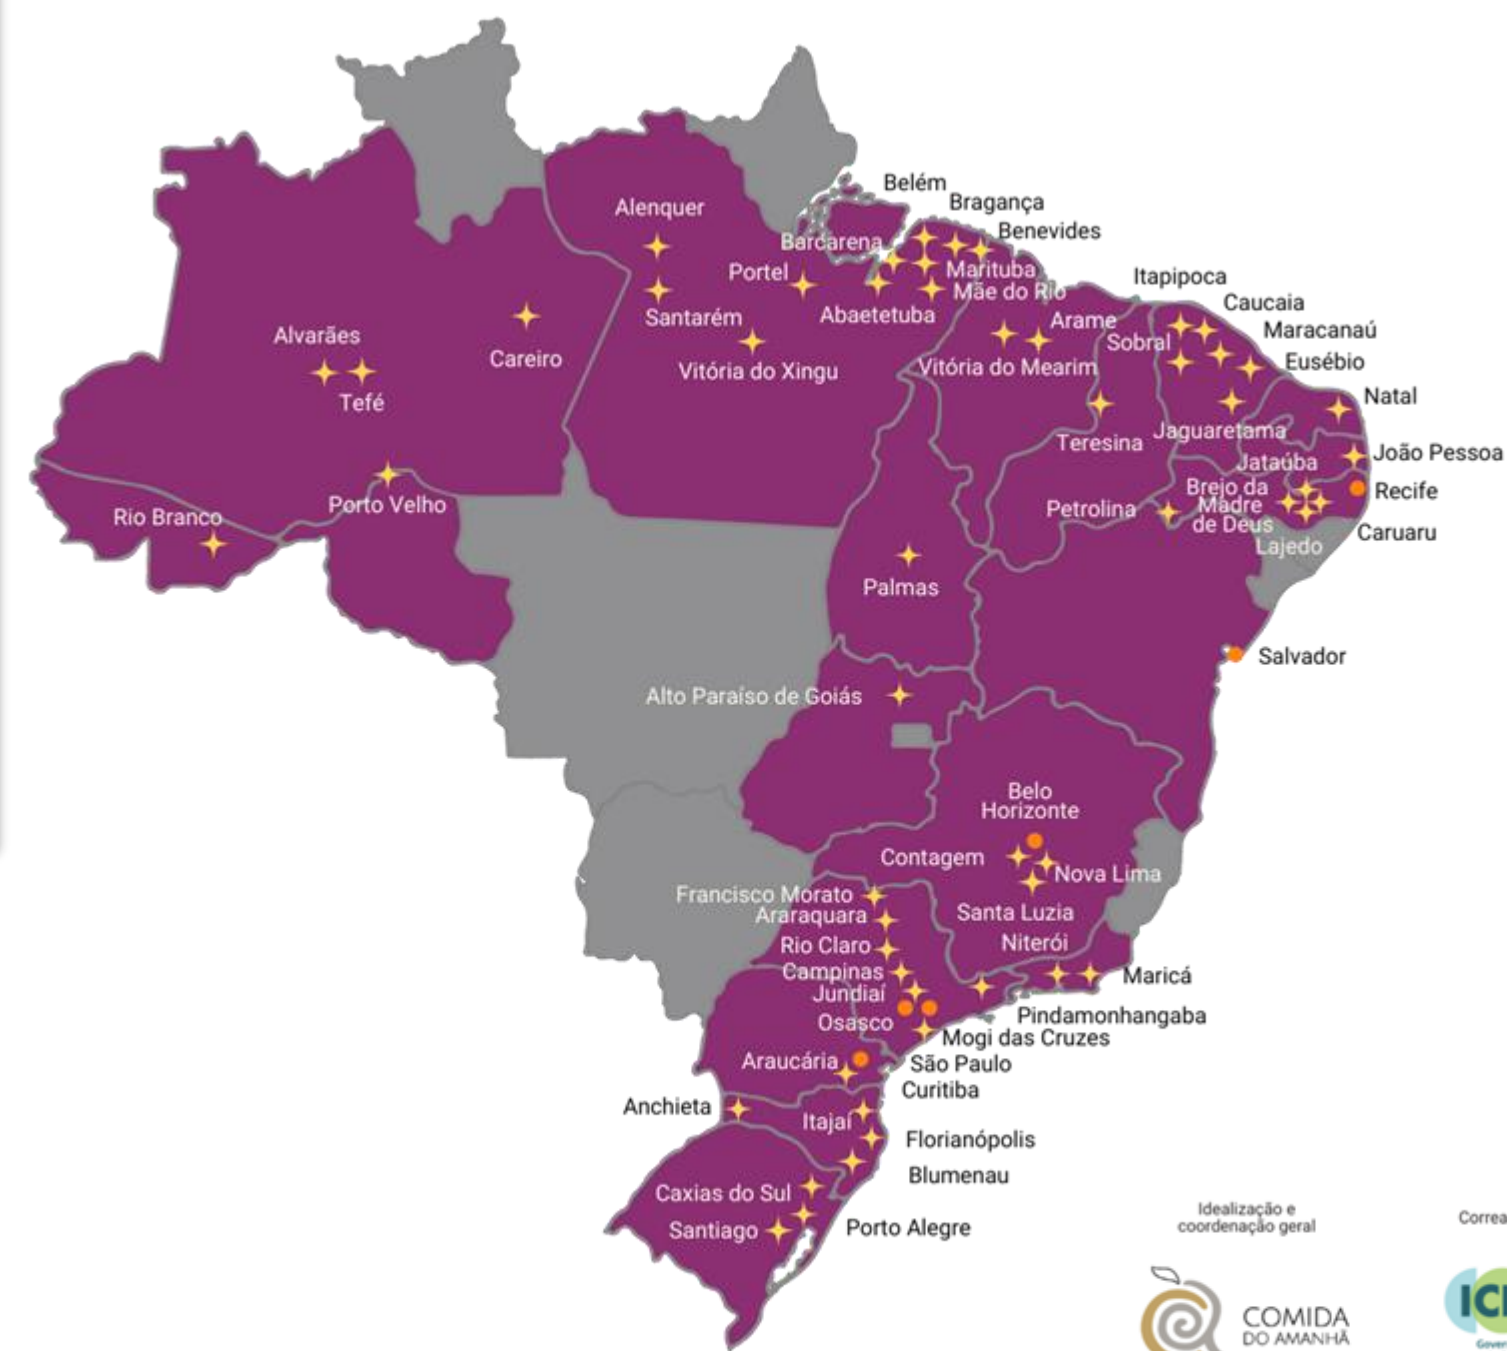 Belém
Bragança
Alenquer
Benevides
Barcarena
Marituba
Portel
Mãe do Rio
Itapipoca
Caucaia
Santarém
Abaetetuba
Arame
Maracanaú
Alvarães
Sobral
Careiro
Eusébio
Vitória do Xingu
Vitória do Mearim
Tefé
Natal
Teresina
Jaguaretama
João Pessoa
Jataúba
Brejo da
Madre
de Deus
Recife
Porto Velho
Petrolina
Rio Branco
Caruaru
Lajedo
Palmas
Salvador
Alto Paraíso de Goiás
Belo
Horizonte
Contagem
Nova Lima
Francisco Morato
Araraquara
Santa Luzia
Rio Claro
Niterói
Campinas
Maricá
Jundiaí
Pindamonhangaba
Osasco
Mogi das Cruzes
Araucária
São Paulo
Curitiba
Anchieta
Itajaí
Florianópolis
Blumenau
Caxias do Sul
Santiago
Porto Alegre
Idealização e
coordenação geral
Correa
COMIDA
DO AMANHÃ
ICL
Gover